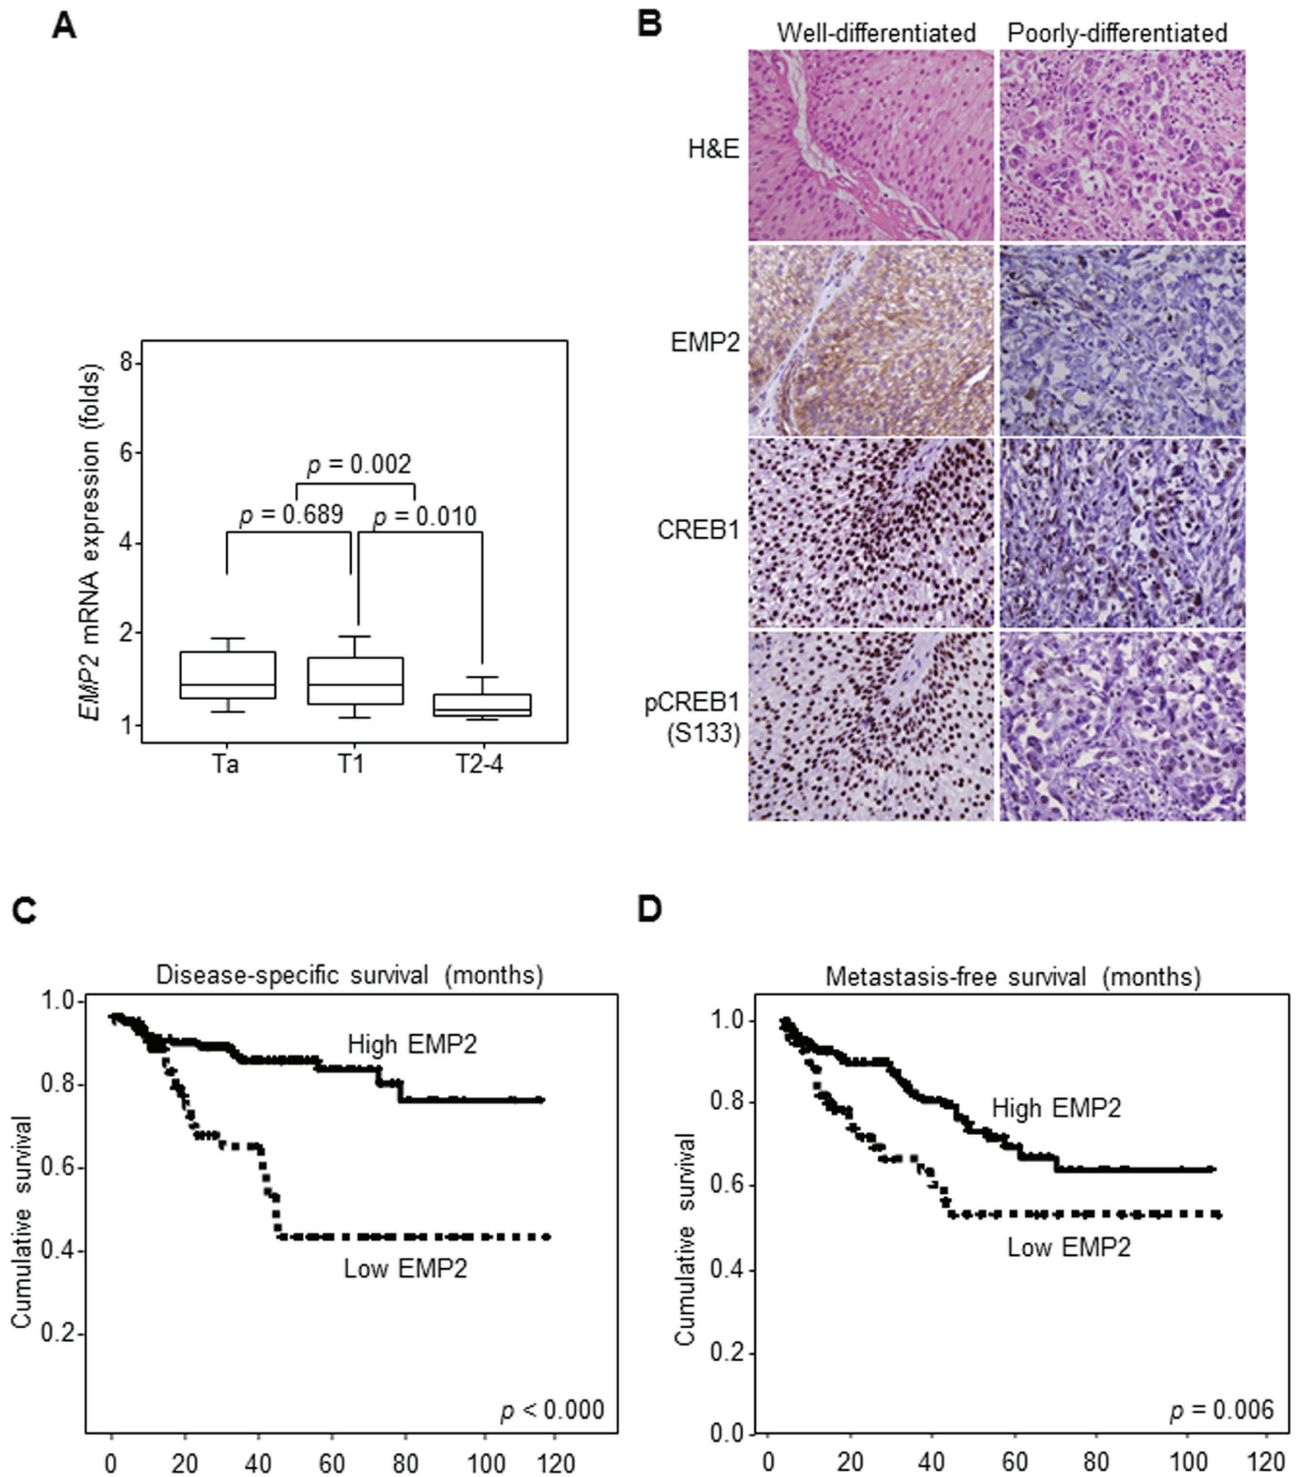 A
EMP2 mRNA expression (folds)
8
6
4
2
1
p = 0.002
p = 0.689
p = 0.010
Ta
T1
T2-4
B
Well-differentiated
Poorly-differentiated
H&E
EMP2
CREB1
pCREB1
(S133)
C
Disease-specific survival (months)
Cumulative survival
1.0
0.8
0.6
0.4
0.2
High EMP2
Low EMP2
p < 0.000
0 20 40 60 80 100 120
D
Metastasis-free survival (months)
Cumulative survival
1.0
0.8
0.6
0.4
0.2
0.0
High EMP2
Low EMP2
p = 0.006
0 20 40 60 80 100 120